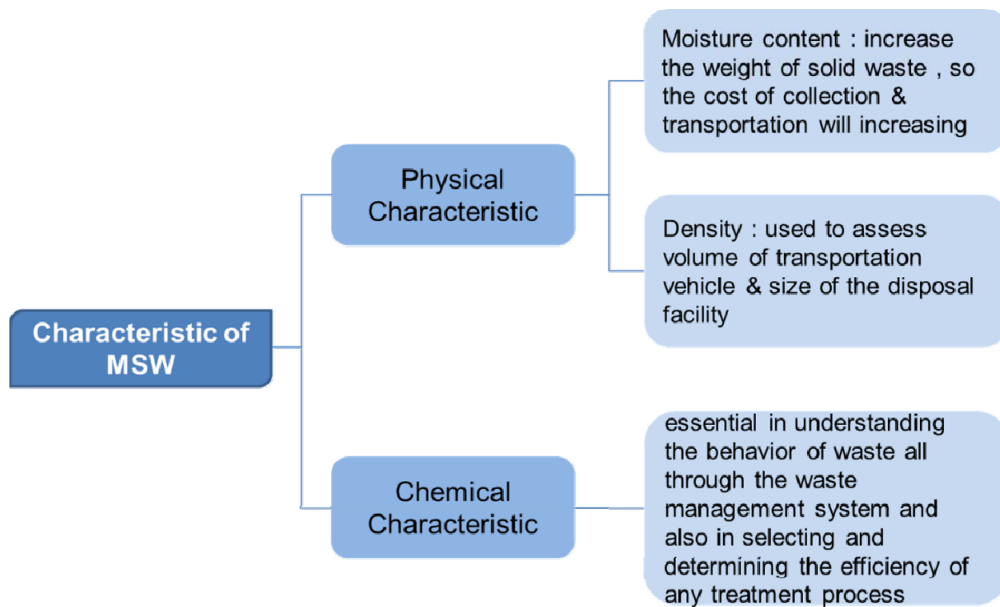 Characteristic of
MSW
Physical
Characteristic
Moisture content : increase
the weight of solid waste , so
the cost of collection &
transportation will increasing
Density : used to assess
volume of transportation
vehicle & size of the disposal
facility
Chemical
Characteristic
essential in understanding
the behavior of waste all
through the waste
management system and
also in selecting and
determining the efficiency of
any treatment process